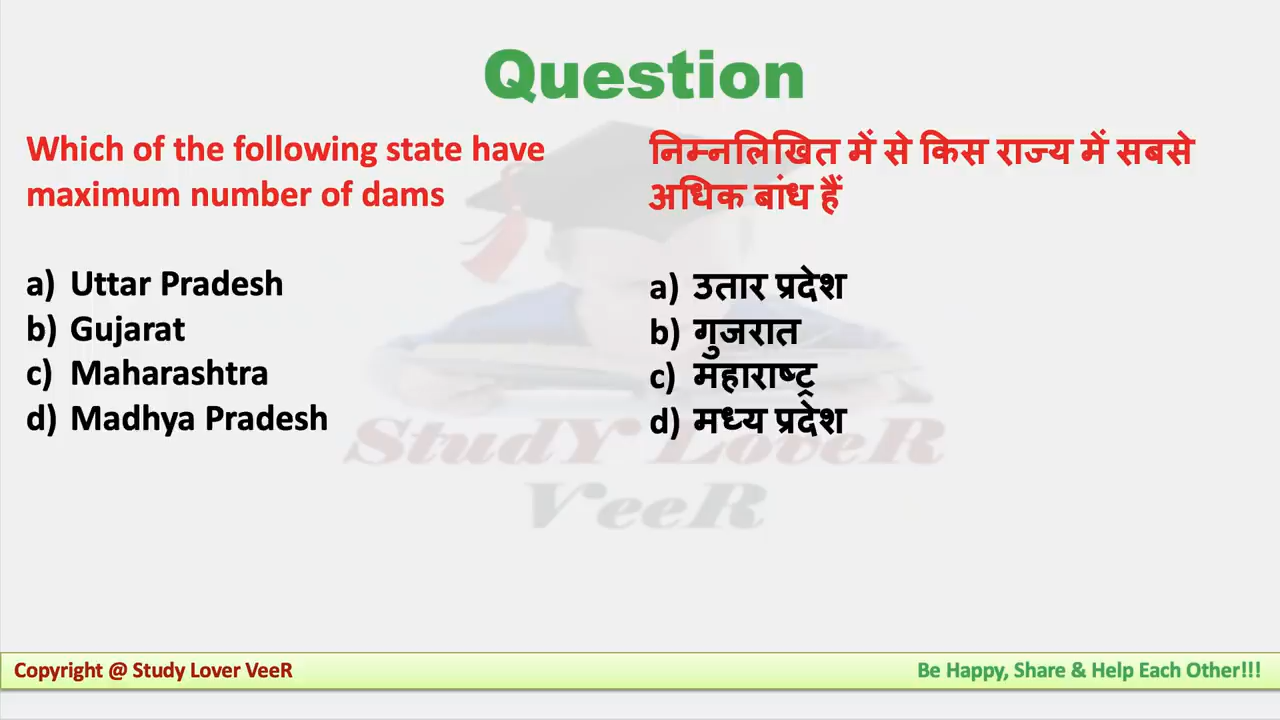 Question
Which of the following state have
maximum number of dams
a) Uttar Pradesh
b) Gujarat
c) Maharashtra
d) Madhya Pradesh
निम्नलिखित में से किस राज्य में सबसे
अधिक बांध हैं
a) उतार प्रदेश
b) गुजरात
c) महाराष्ट्र
d) मध्य प्रदेश
StudY LoveR
VeeR
Copyright @ Study Lover VeeR
Be Happy, Share & Help Each Other!!!